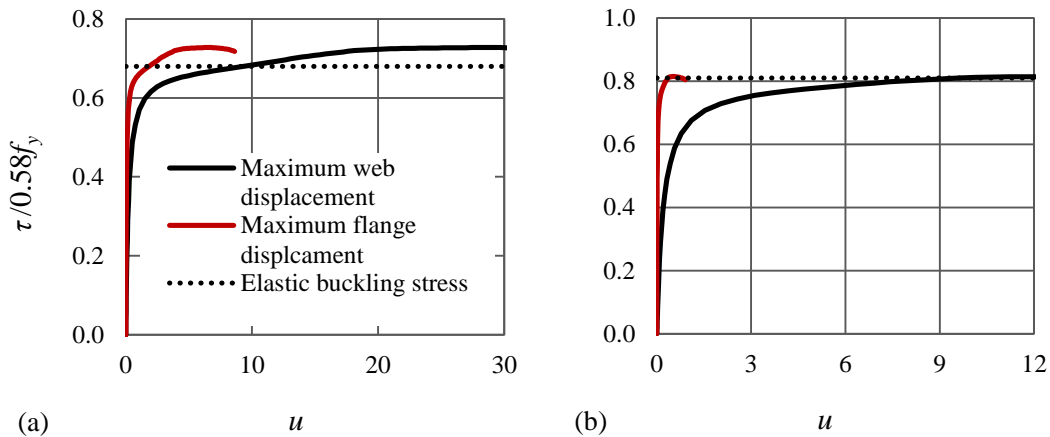 0.8
0.6
0.4
0.2
0.0
τ/0.58fy
Maximum web
displacement
Maximum flange
displcament
Elastic buckling stress
0 10 20 30
(a) u
1.0
0.8
0.6
0.4
0.2
0.0
0 3 6 9 12
(b) u